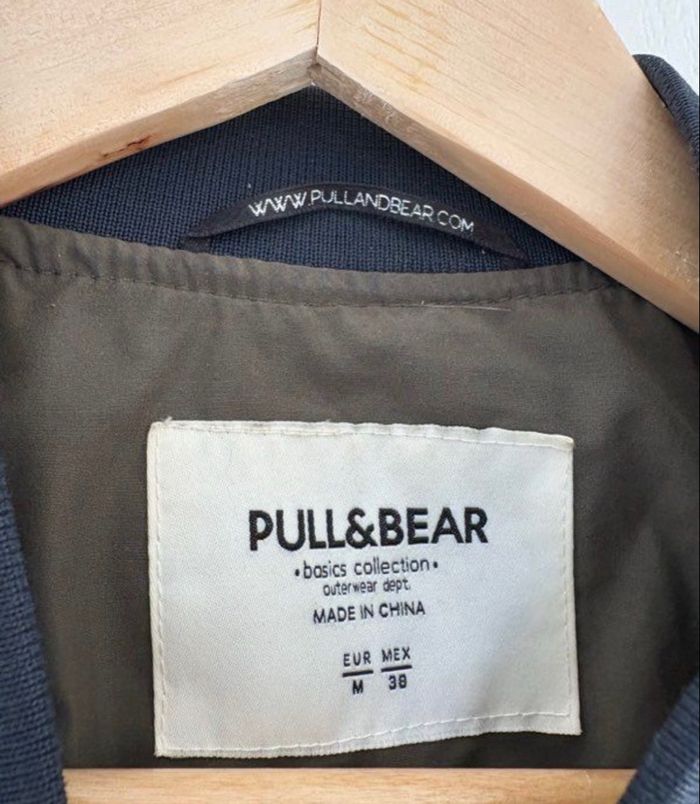 WWW.PULLANDBEAR.COM
PULL&BEAR
•basics collection•
outerwear dept.
MADE IN CHINA
EUR MEX
M 38